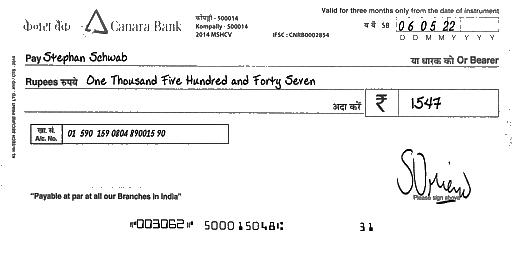 केनरा बैंक Canara Bank
कोंपल्ली - 500014
Kompally - 500014
2014 MSHCV
IFSC : CNRB0002854
Valid for three months only from the date of instrument
SB 06 05 22
D D M M Y Y Y Y
Pay Stephan Schwab या धारक को Or Bearer
Rupees रुपये One Thousand Five Hundred and Forty Seven
अदा करें ₹ 1547
खा. सं.
A/c. No. 01 590 159 0804 890015 90
Please sign above
"Payable at par at all our Branches in India"
⑈003062⑈ 500015048⑆ 31